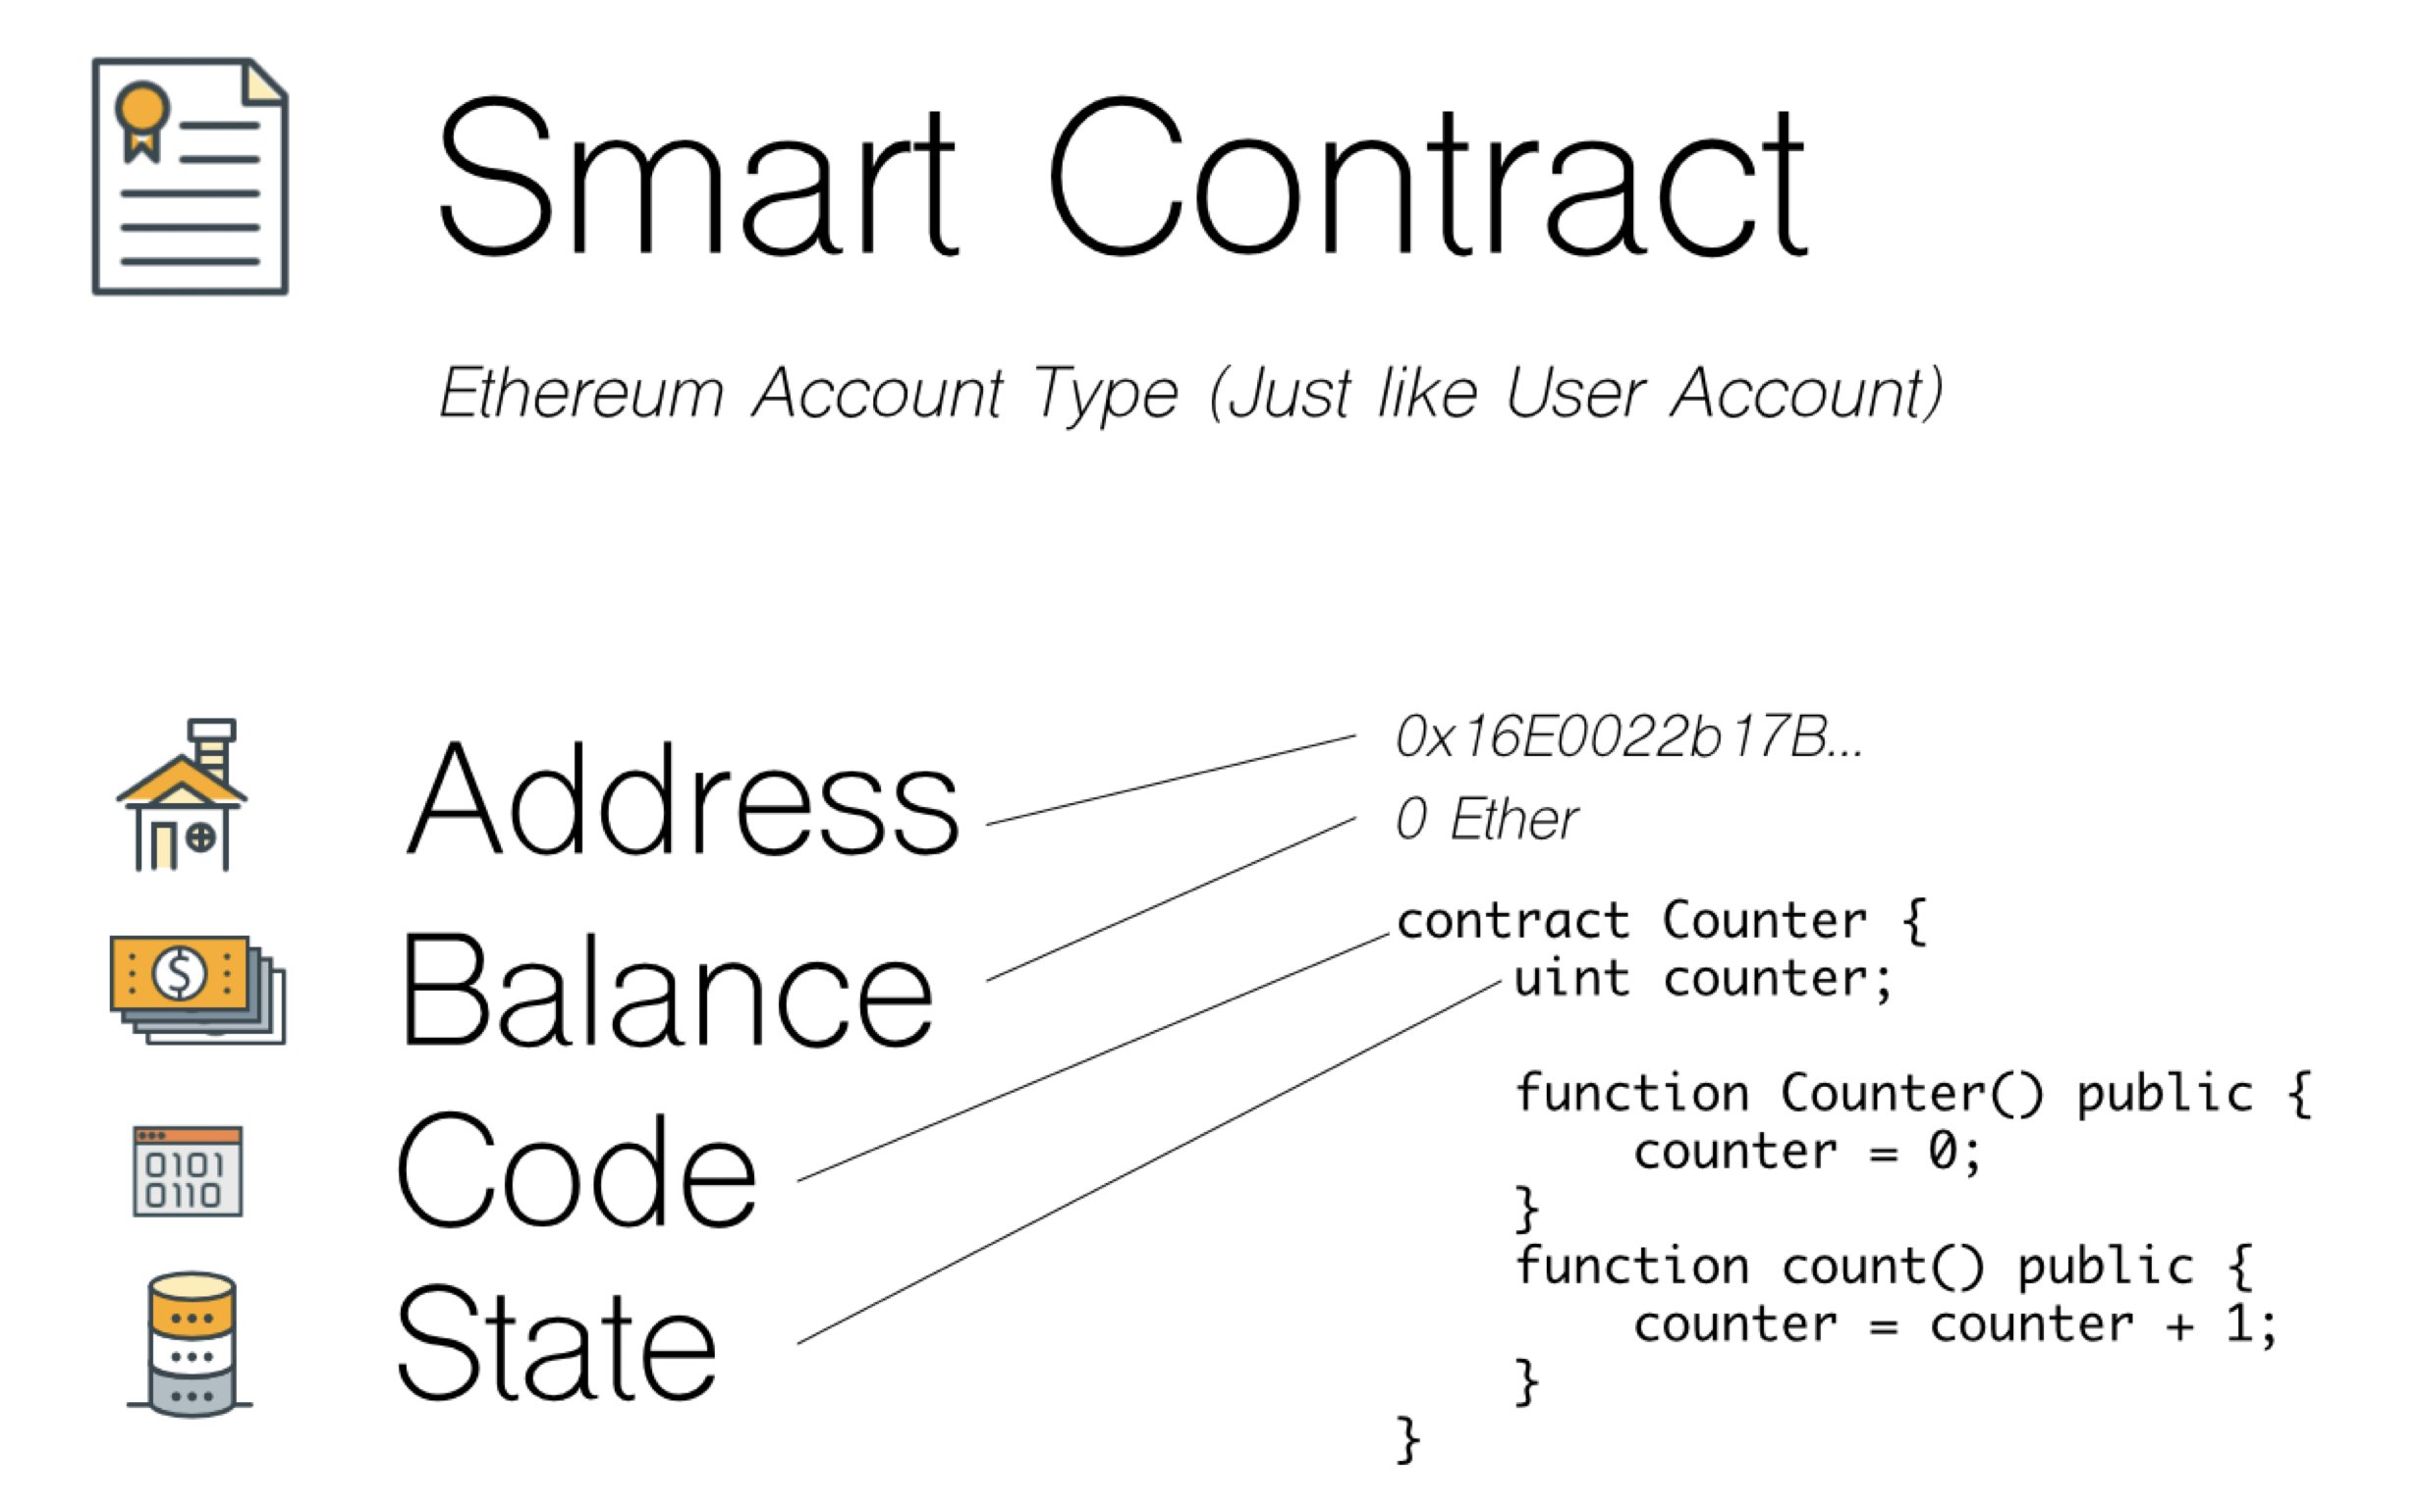 Smart Contract
Ethereum Account Type (Just like User Account)
Address
Balance
$
Code
0101
0110
State
0x16E0022b17B...
0 Ether
contract Counter {
uint counter;
function Counter() public {
counter = 0;
}
function count() public {
counter = counter + 1;
}
}